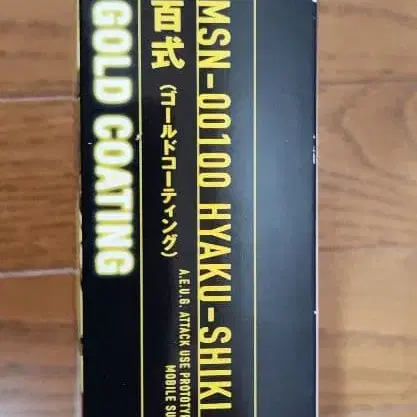 MSN-00100 HYAKU-SHIKI
百式
(ゴールドコーティング)
A.E.U.G. ATTACK USE PROTOTY
MOBILE SU
GOLD COATING